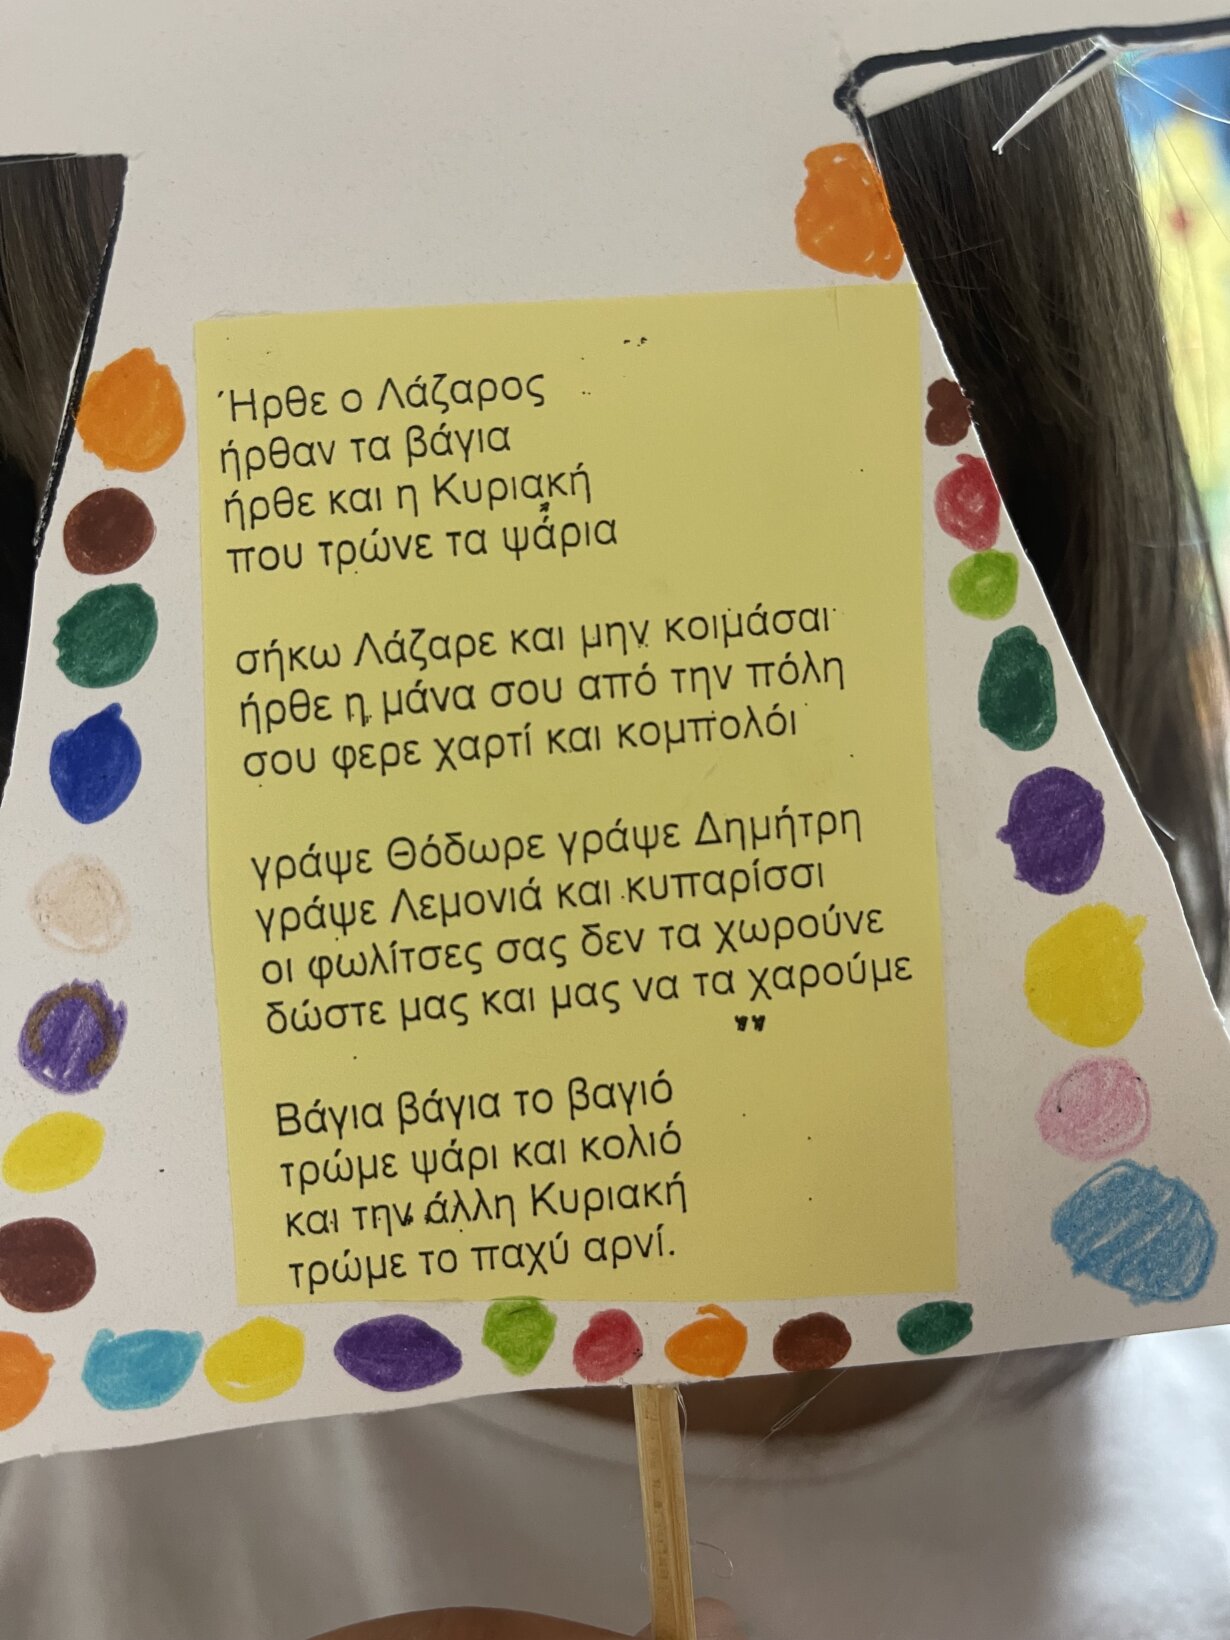 Ήρθε ο Λάζαρος
ήρθαν τα βάγια
ήρθε και η Κυριακή
που τρώνε τα ψάρια
σήκω Λάζαρε και μην κοιμάσαι
ήρθε η μάνα σου από την πόλη
σου φερε χαρτί και κομπολόι
γράψε Θόδωρε γράψε Δημήτρη
γράψε Λεμονιά και κυπαρίσσι
οι φωλίτσες σας δεν τα χωρούνε
δώστε μας και μας να τα χαρούμε
Βάγια βάγια το βαγιό
τρώμε ψάρι και κολιό
και την άλλη Κυριακή
τρώμε το παχύ αρνί.